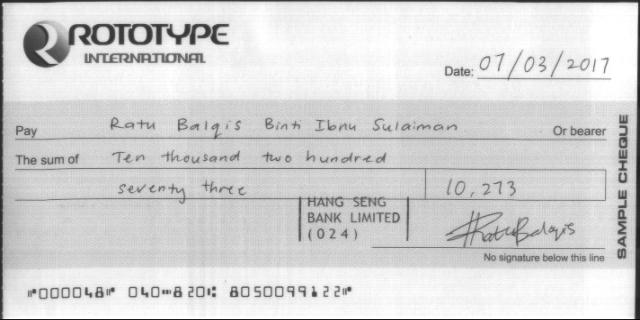 ROTOTYPE
INTERNATIONAL
Date: 07/03/2017
Pay Ratu Balqis Binti Ibnu Sulaiman Or bearer
The sum of Ten thousand two hundred
seventy three 10,273
HANG SENG
BANK LIMITED
(024)
RatuBalqis
No signature below this line
SAMPLE CHEQUE
⑈000048⑈ 040⑉820⑆ 8050099122⑈